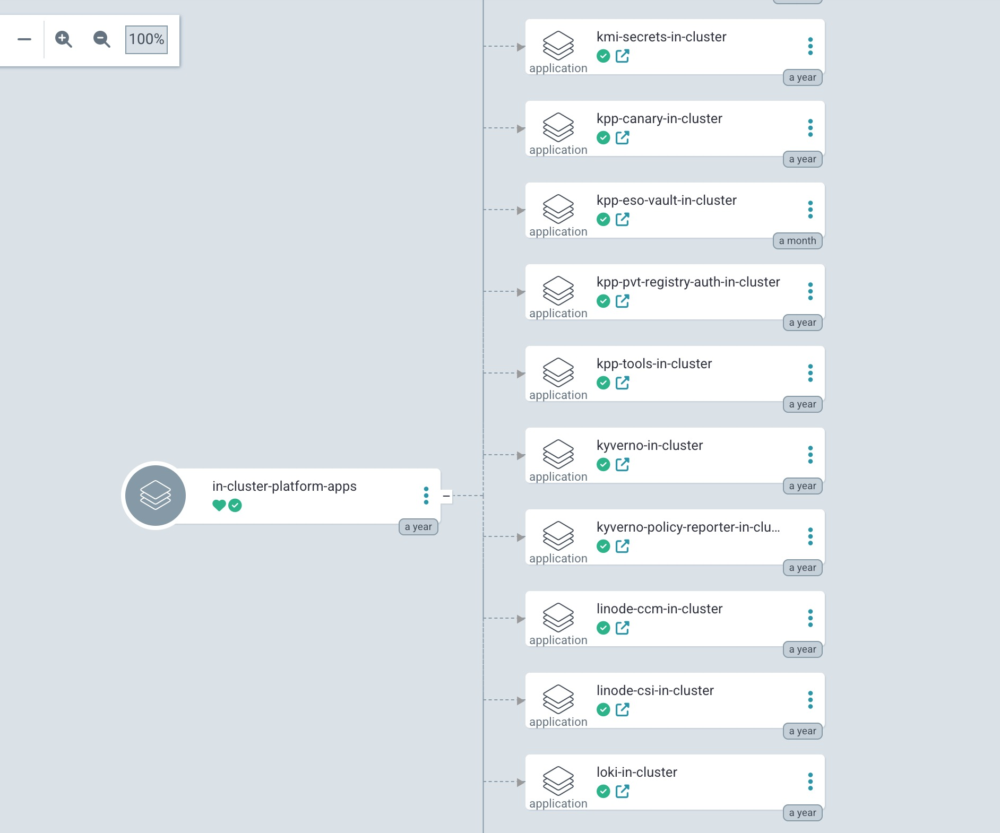 100%
kmi-secrets-in-cluster
application
a year
kpp-canary-in-cluster
application
a year
kpp-eso-vault-in-cluster
application
a month
kpp-pvt-registry-auth-in-cluster
application
a year
kpp-tools-in-cluster
application
a year
kyverno-in-cluster
application
a year
in-cluster-platform-apps
a year
kyverno-policy-reporter-in-clu...
application
a year
linode-ccm-in-cluster
application
a year
linode-csi-in-cluster
application
a year
loki-in-cluster
application
a year